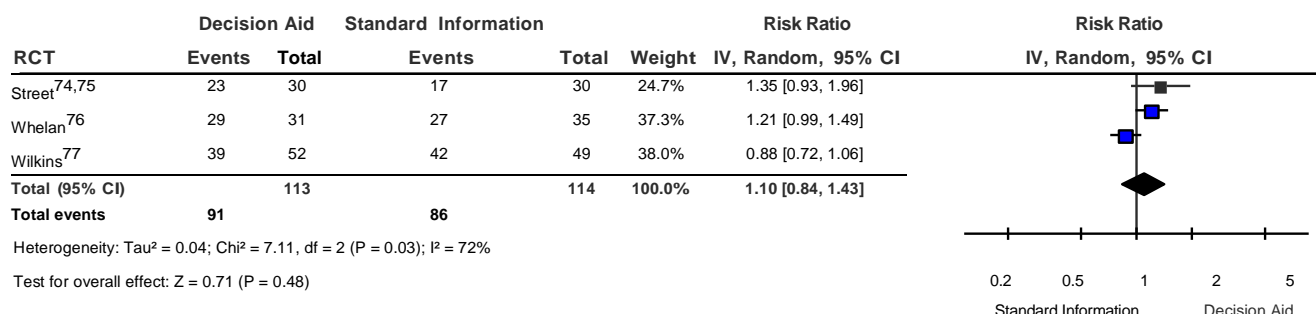 Decision Aid Standard Information Risk Ratio Risk Ratio
RCT Events Total Events Total Weight IV, Random, 95% CI IV, Random, 95% CI
Street74,75 23 30 17 30 24.7% 1.35 [0.93, 1.96]
Whelan76 29 31 27 35 37.3% 1.21 [0.99, 1.49]
Wilkins77 39 52 42 49 38.0% 0.88 [0.72, 1.06]
Total (95% CI) 113 114 100.0% 1.10 [0.84, 1.43]
Total events 91 86
Heterogeneity: Tau² = 0.04; Chi² = 7.11, df = 2 (P = 0.03); I² = 72%
Test for overall effect: Z = 0.71 (P = 0.48)
0.2 0.5 1 2 5
Standard Information Decision Aid